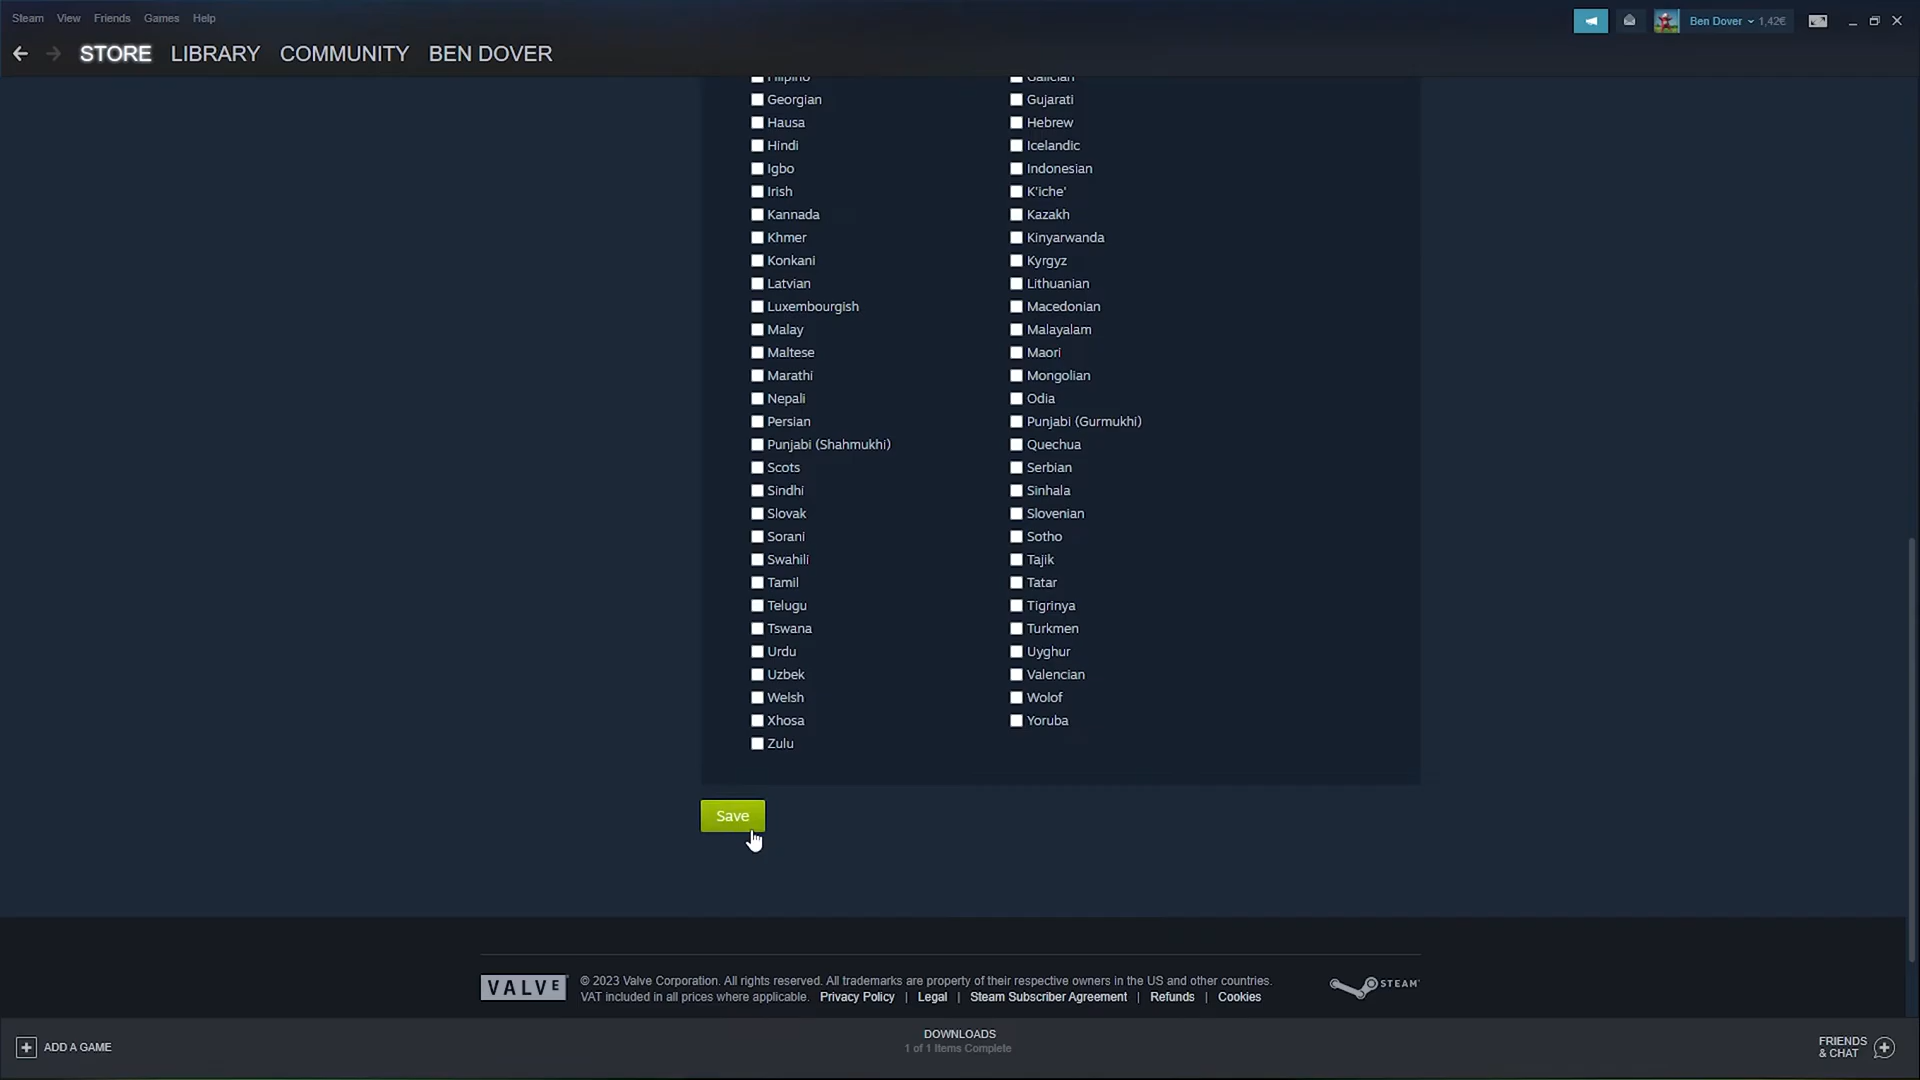 Steam View Friends Games Help
Ben Dover 1,42€
STORE LIBRARY COMMUNITY BEN DOVER
Filipino Galician
Georgian Gujarati
Hausa Hebrew
Hindi Icelandic
Igbo Indonesian
Irish K'iche'
Kannada Kazakh
Khmer Kinyarwanda
Konkani Kyrgyz
Latvian Lithuanian
Luxembourgish Macedonian
Malay Malayalam
Maltese Maori
Marathi Mongolian
Nepali Odia
Persian Punjabi (Gurmukhi)
Punjabi (Shahmukhi) Quechua
Scots Serbian
Sindhi Sinhala
Slovak Slovenian
Sorani Sotho
Swahili Tajik
Tamil Tatar
Telugu Tigrinya
Tswana Turkmen
Urdu Uyghur
Uzbek Valencian
Welsh Wolof
Xhosa Yoruba
Zulu
Save
VALVE © 2023 Valve Corporation. All rights reserved. All trademarks are property of their respective owners in the US and other countries. STEAM
VAT included in all prices where applicable. Privacy Policy | Legal | Steam Subscriber Agreement | Refunds | Cookies
ADD A GAME
DOWNLOADS
1 of 1 Items Complete
FRIENDS
& CHAT